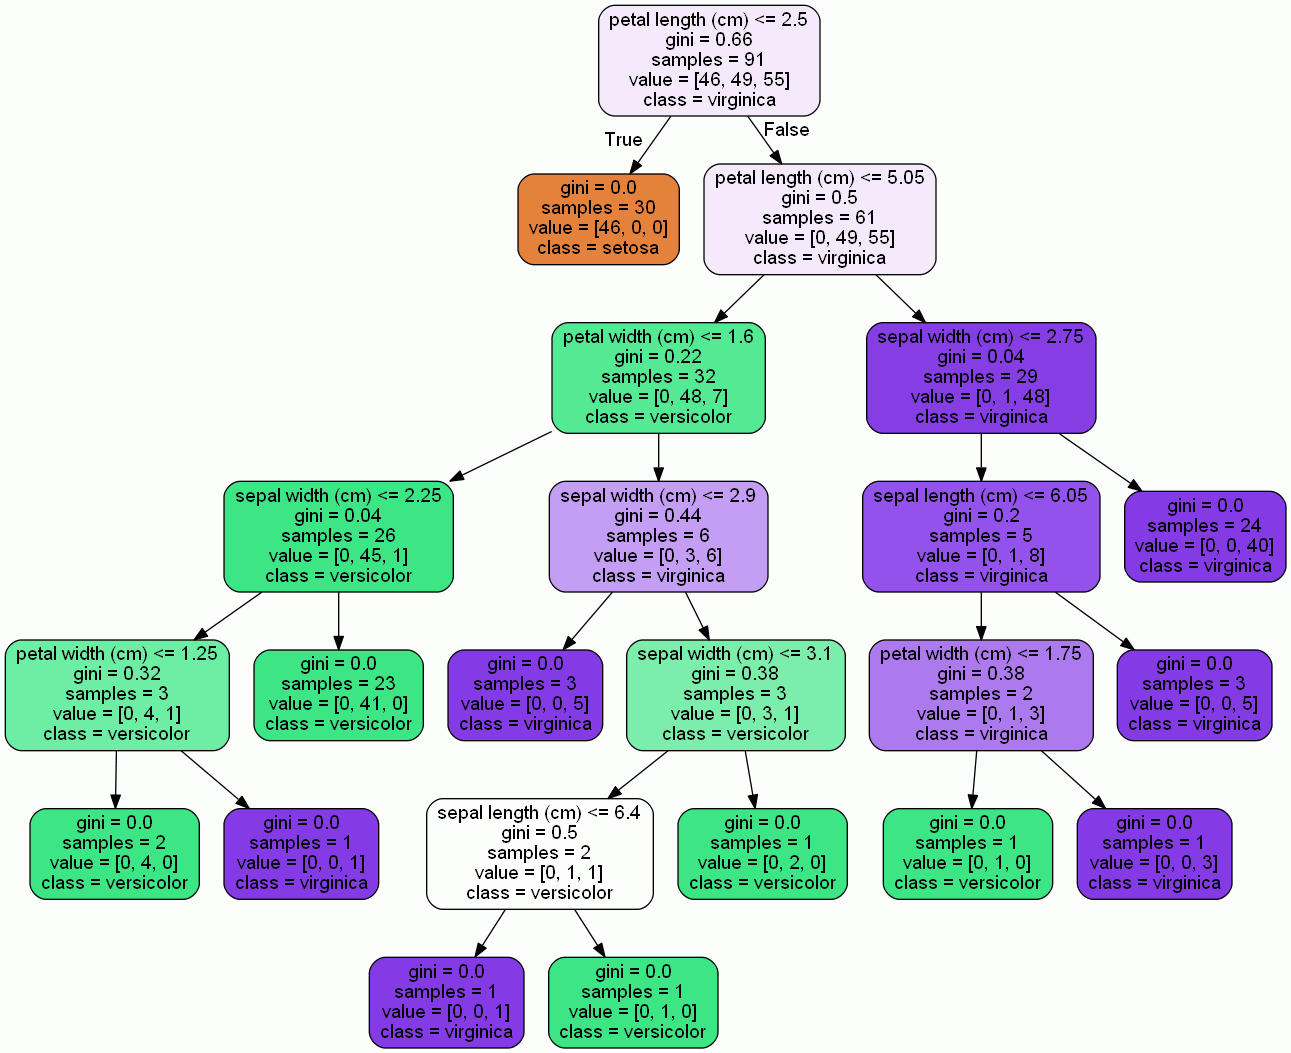 petal length (cm) <= 2.5
gini = 0.66
samples = 91
value = [46, 49, 55]
class = virginica
True
False
gini = 0.0
samples = 30
value = [46, 0, 0]
class = setosa
petal length (cm) <= 5.05
gini = 0.5
samples = 61
value = [0, 49, 55]
class = virginica
petal width (cm) <= 1.6
gini = 0.22
samples = 32
value = [0, 48, 7]
class = versicolor
sepal width (cm) <= 2.75
gini = 0.04
samples = 29
value = [0, 1, 48]
class = virginica
sepal width (cm) <= 2.25
gini = 0.04
samples = 26
value = [0, 45, 1]
class = versicolor
sepal width (cm) <= 2.9
gini = 0.44
samples = 6
value = [0, 3, 6]
class = virginica
sepal length (cm) <= 6.05
gini = 0.2
samples = 5
value = [0, 1, 8]
class = virginica
gini = 0.0
samples = 24
value = [0, 0, 40]
class = virginica
petal width (cm) <= 1.25
gini = 0.32
samples = 3
value = [0, 4, 1]
class = versicolor
gini = 0.0
samples = 23
value = [0, 41, 0]
class = versicolor
gini = 0.0
samples = 3
value = [0, 0, 5]
class = virginica
sepal width (cm) <= 3.1
gini = 0.38
samples = 3
value = [0, 3, 1]
class = versicolor
petal width (cm) <= 1.75
gini = 0.38
samples = 2
value = [0, 1, 3]
class = virginica
gini = 0.0
samples = 3
value = [0, 0, 5]
class = virginica
gini = 0.0
samples = 2
value = [0, 4, 0]
class = versicolor
gini = 0.0
samples = 1
value = [0, 0, 1]
class = virginica
sepal length (cm) <= 6.4
gini = 0.5
samples = 2
value = [0, 1, 1]
class = versicolor
gini = 0.0
samples = 1
value = [0, 2, 0]
class = versicolor
gini = 0.0
samples = 1
value = [0, 1, 0]
class = versicolor
gini = 0.0
samples = 1
value = [0, 0, 3]
class = virginica
gini = 0.0
samples = 1
value = [0, 0, 1]
class = virginica
gini = 0.0
samples = 1
value = [0, 1, 0]
class = versicolor